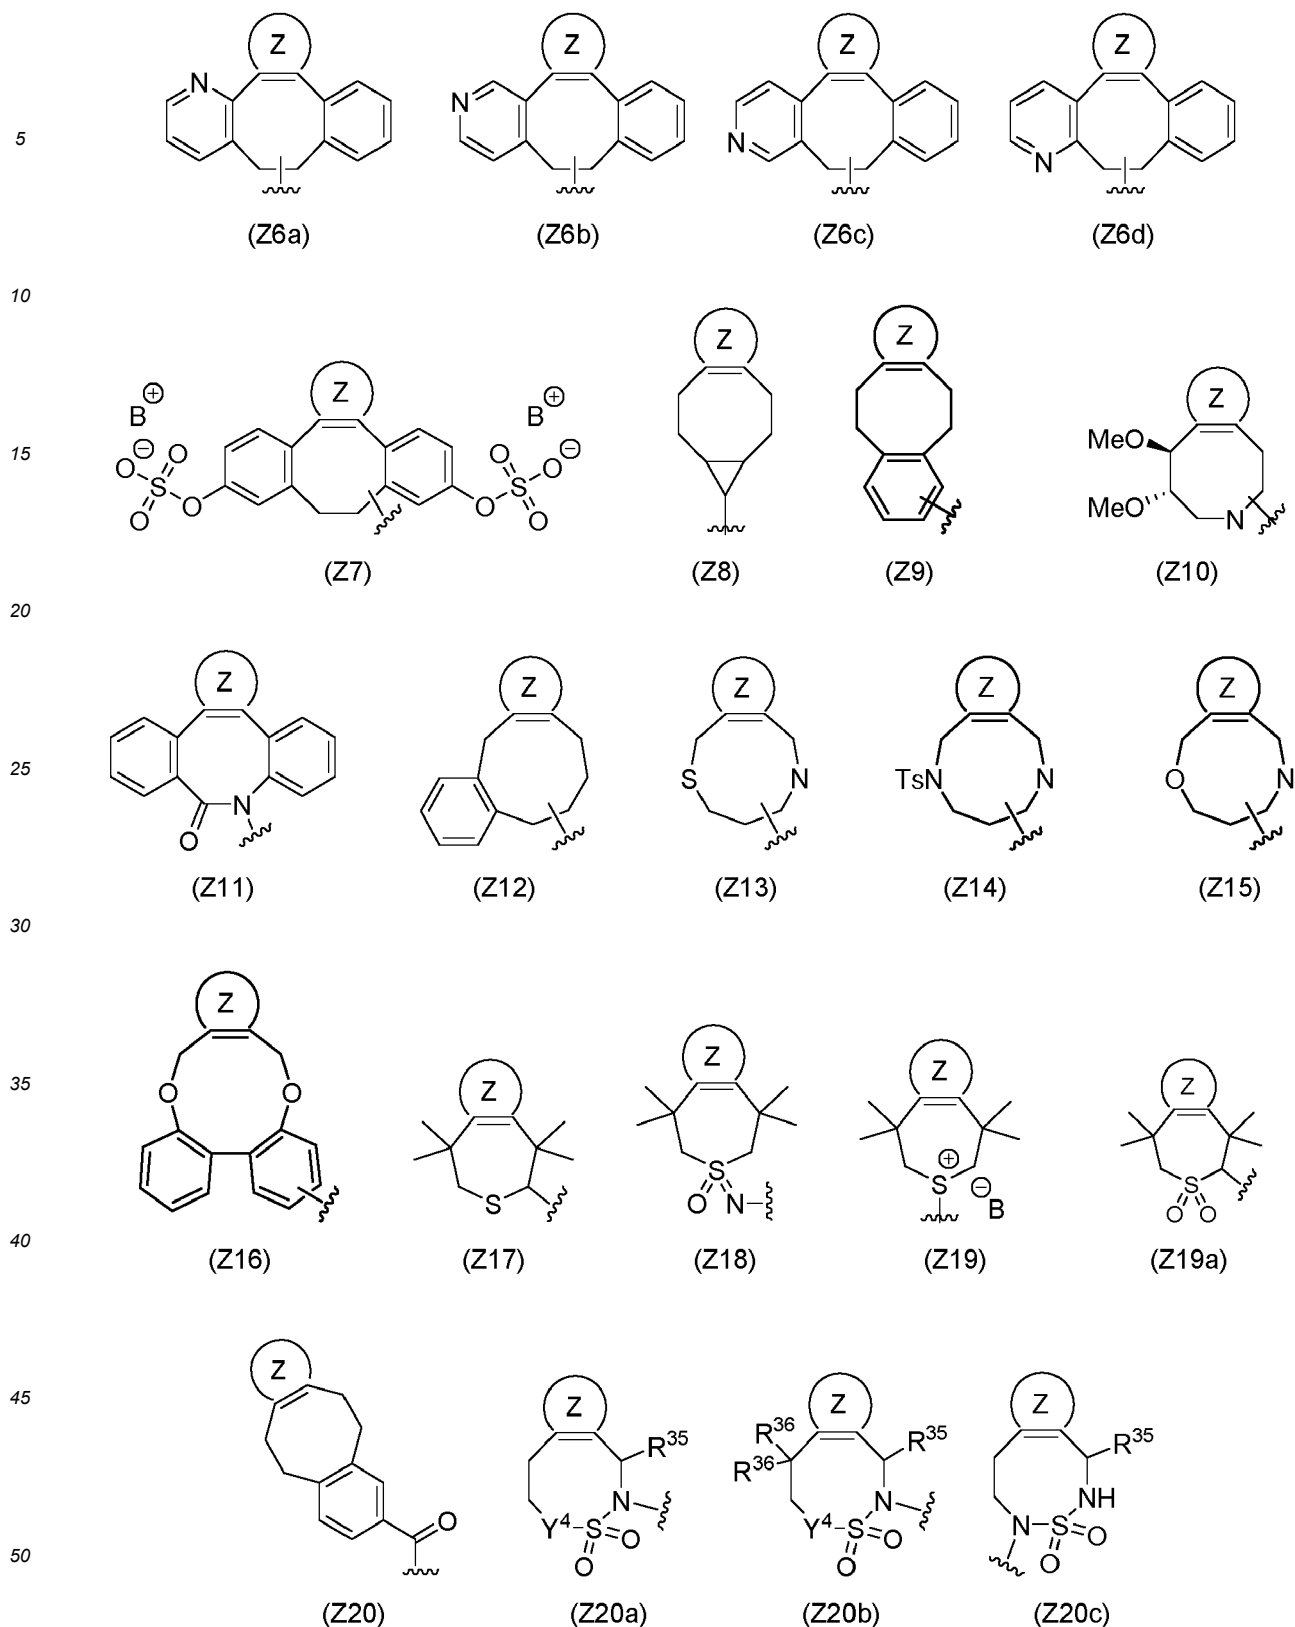 Z Z Z Z
N N N N
5
(Z6a) (Z6b) (Z6c) (Z6d)
10
Z Z
B⊕ Z B⊕ Z
⊖O O O O⊖ MeO
15
S O O S MeO
O O N
(Z7) (Z8) (Z9) (Z10)
20
Z Z Z Z Z
25
S N Ts N N O N
O N
(Z11) (Z12) (Z13) (Z14) (Z15)
30
Z Z Z Z Z
35
O O
S S ⊕ S
O N S ⊖B O O
40
(Z16) (Z17) (Z18) (Z19) (Z19a)
Z Z Z Z
45
R36 R35 R35 R35
R36
N N NH
O Y4 S O Y4 S O N S O
50
O O O
(Z20) (Z20a) (Z20b) (Z20c)